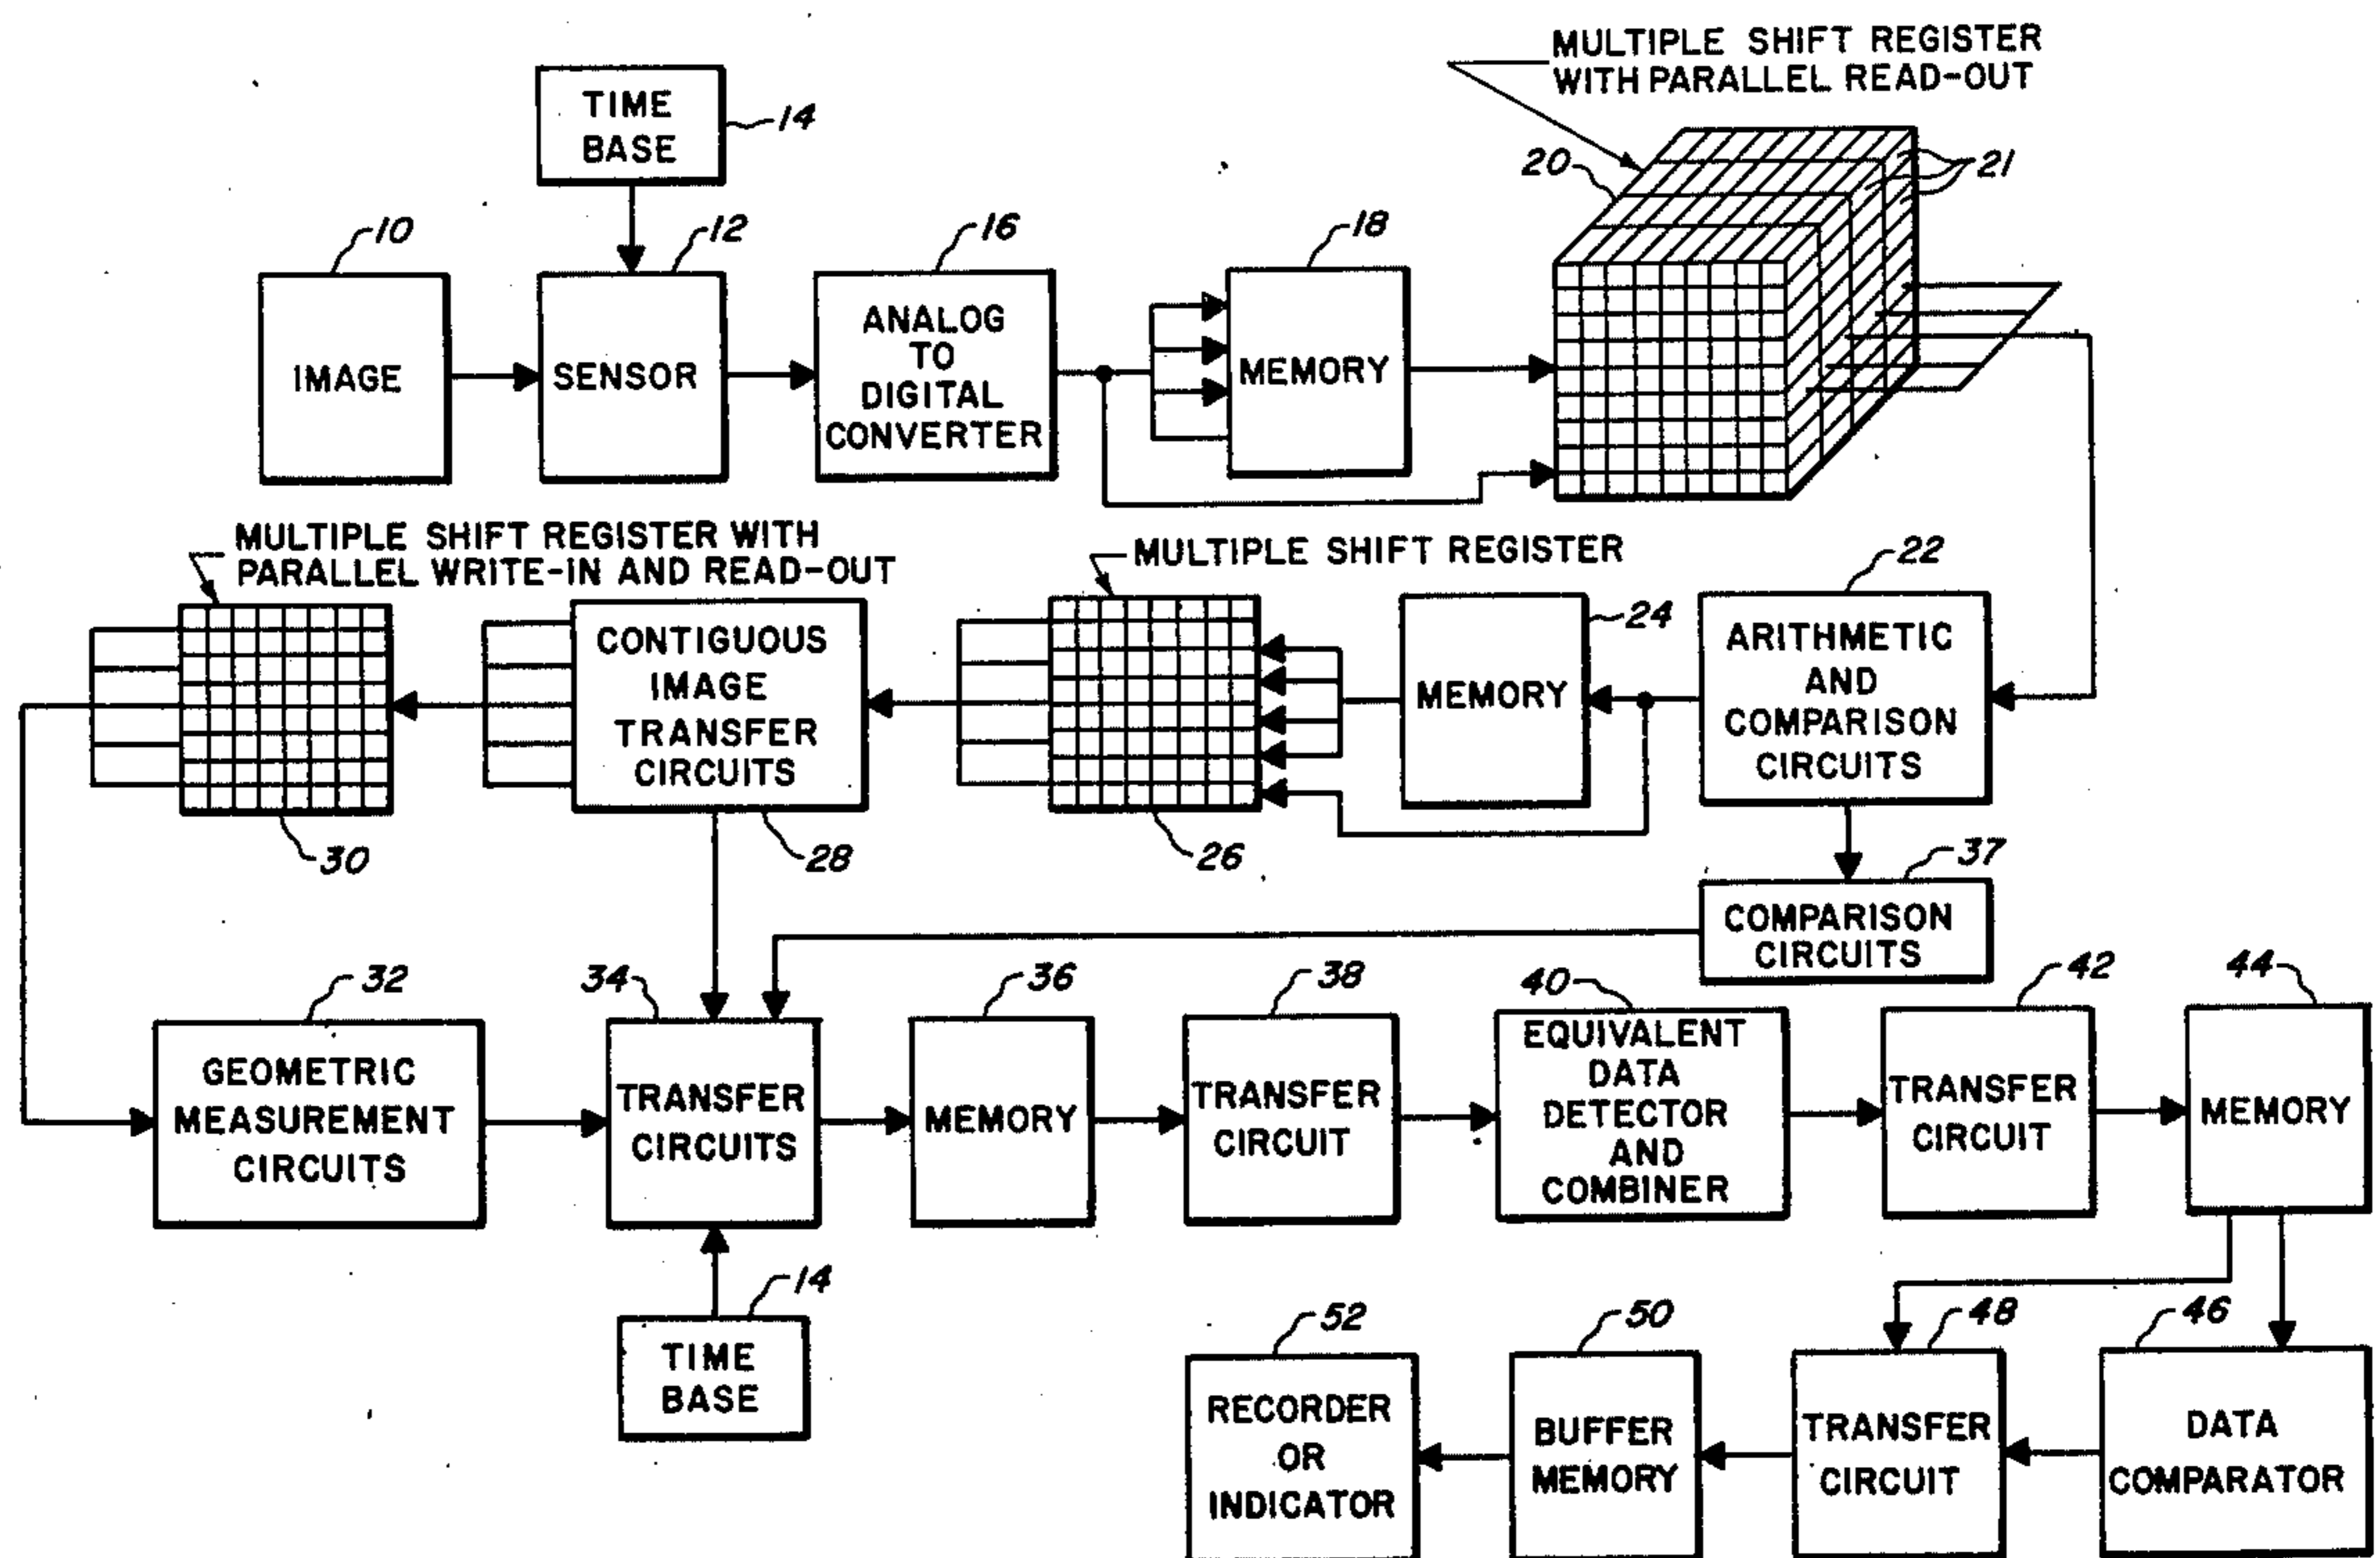 MULTIPLE SHIFT REGISTER
WITH PARALLEL READ-OUT
TIME
BASE
14
20
21
10
12
16
18
IMAGE
SENSOR
ANALOG
TO
DIGITAL
CONVERTER
MEMORY
MULTIPLE SHIFT REGISTER WITH
PARALLEL WRITE-IN AND READ-OUT
MULTIPLE SHIFT REGISTER
22
24
CONTIGUOUS
IMAGE
TRANSFER
CIRCUITS
MEMORY
ARITHMETIC
AND
COMPARISON
CIRCUITS
30
28
26
37
COMPARISON
CIRCUITS
32
34
36
38
40
42
44
GEOMETRIC
MEASUREMENT
CIRCUITS
TRANSFER
CIRCUITS
MEMORY
TRANSFER
CIRCUIT
EQUIVALENT
DATA
DETECTOR
AND
COMBINER
TRANSFER
CIRCUIT
MEMORY
14
TIME
BASE
52
50
48
46
RECORDER
OR
INDICATOR
BUFFER
MEMORY
TRANSFER
CIRCUIT
DATA
COMPARATOR